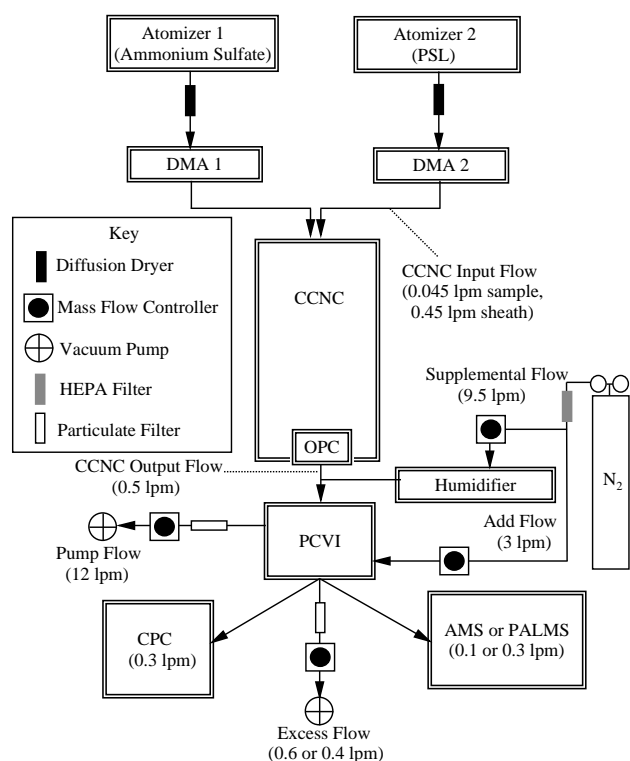 Atomizer 1
(Ammonium Sulfate)
Atomizer 2
(PSL)
DMA 1
DMA 2
Key
Diffusion Dryer
Mass Flow Controller
Vacuum Pump
HEPA Filter
Particulate Filter
CCNC
CCNC Input Flow
(0.045 lpm sample,
0.45 lpm sheath)
Supplemental Flow
(9.5 lpm)
OPC
CCNC Output Flow
(0.5 lpm)
Humidifier
N2
PCVI
Add Flow
(3 lpm)
Pump Flow
(12 lpm)
CPC
(0.3 lpm)
AMS or PALMS
(0.1 or 0.3 lpm)
Excess Flow
(0.6 or 0.4 lpm)